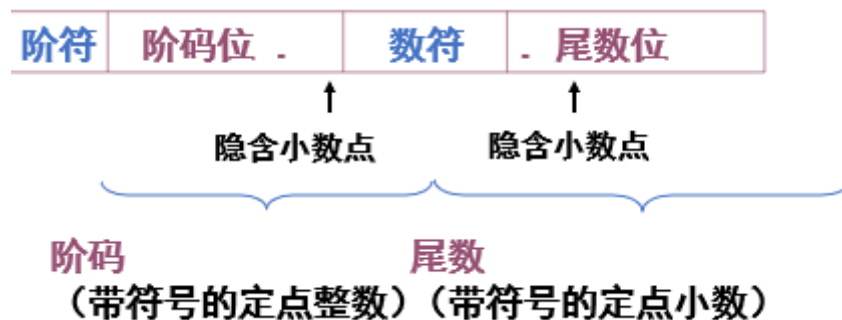 阶符 阶码位 . 数符 . 尾数位
隐含小数点 隐含小数点
阶码 尾数
（带符号的定点整数）（带符号的定点小数）